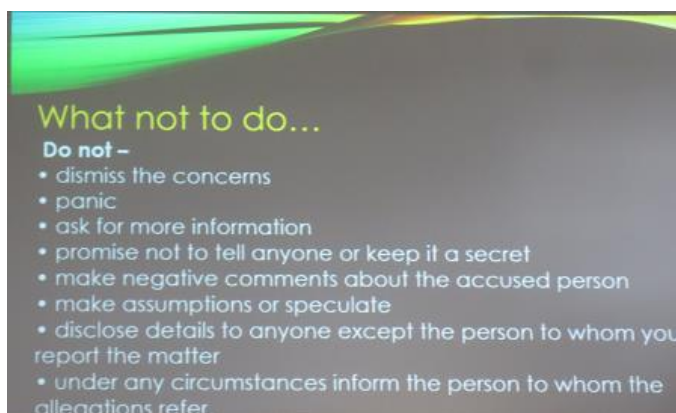 What not to do...
Do not –
• dismiss the concerns
• panic
• ask for more information
• promise not to tell anyone or keep it a secret
• make negative comments about the accused person
• make assumptions or speculate
• disclose details to anyone except the person to whom you
report the matter
• under any circumstances inform the person to whom the
allegations refer